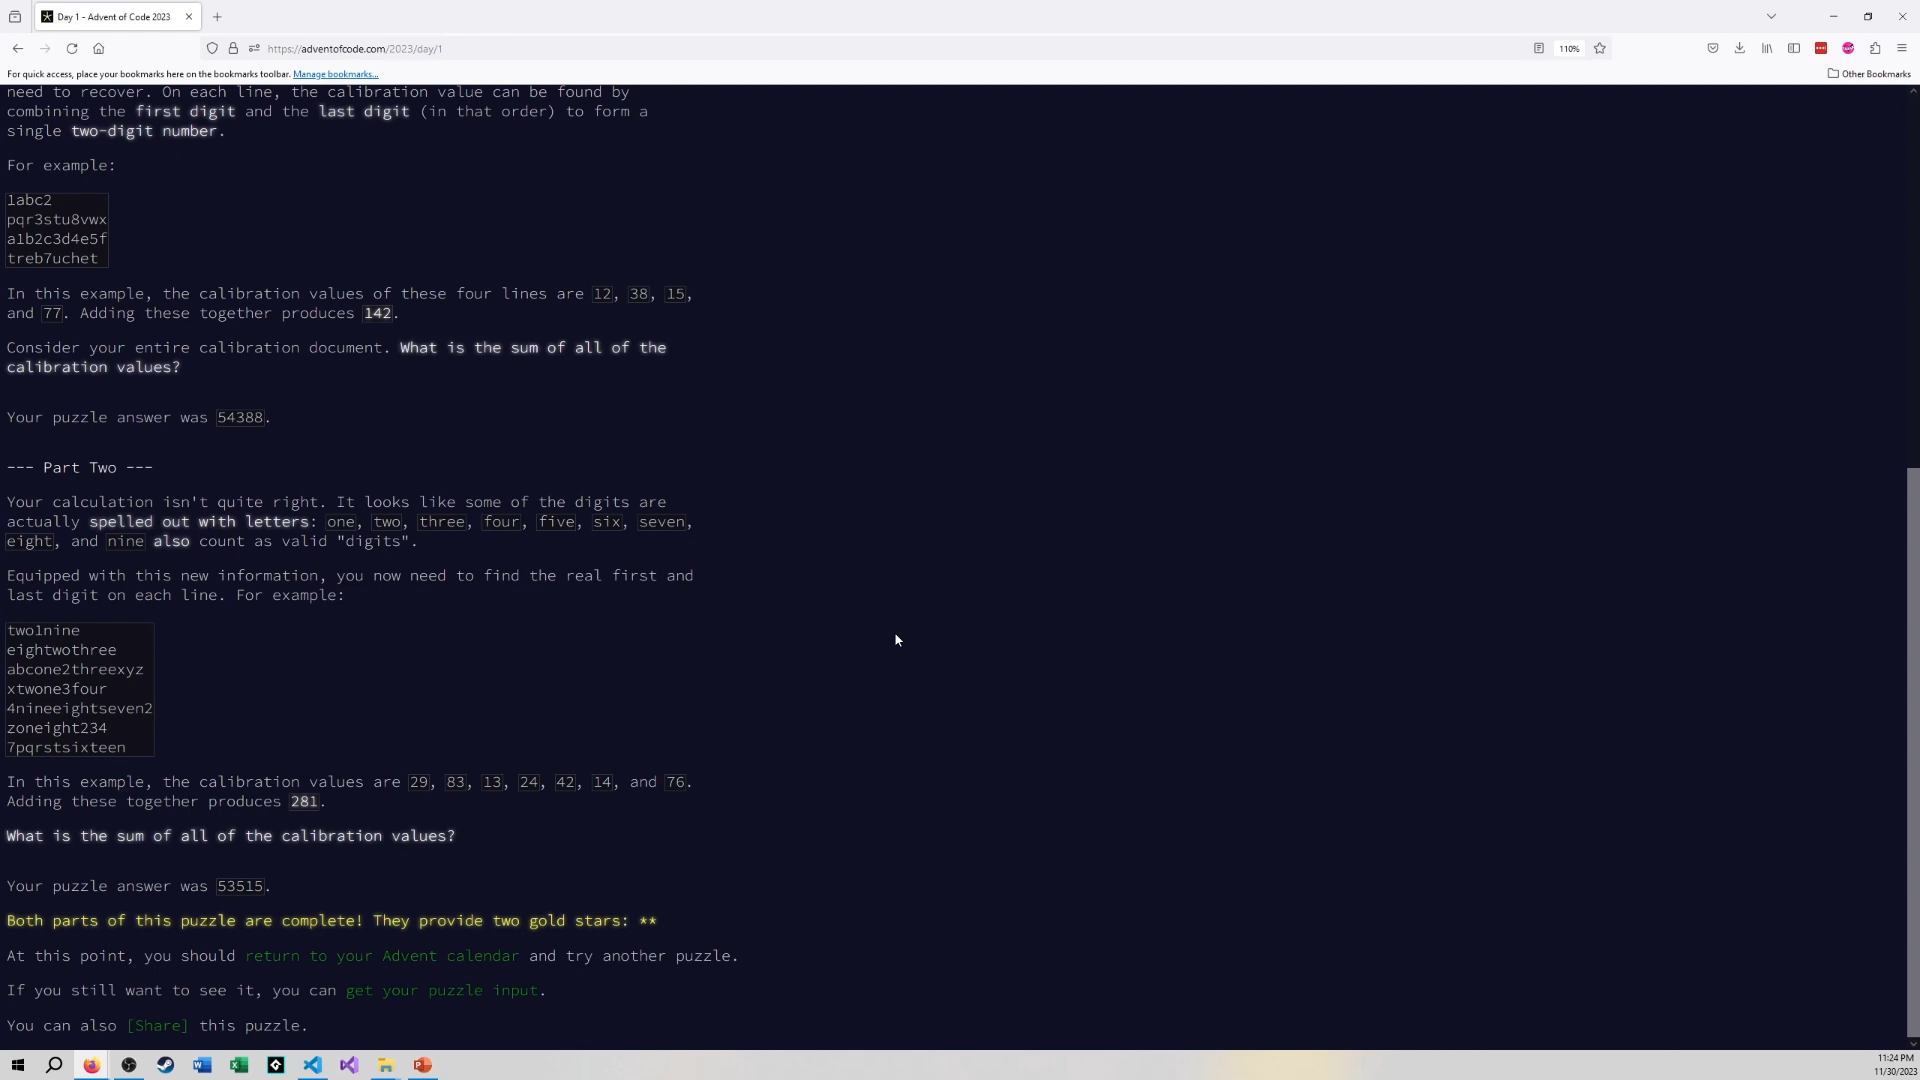 Day 1 - Advent of Code 2023
https://adventofcode.com/2023/day/1
110%
For quick access, place your bookmarks here on the bookmarks toolbar. Manage bookmarks...
Other Bookmarks
need to recover. On each line, the calibration value can be found by
combining the first digit and the last digit (in that order) to form a
single two-digit number.
For example:
1abc2
pqr3stu8vwx
a1b2c3d4e5f
treb7uchet
In this example, the calibration values of these four lines are 12, 38, 15,
and 77. Adding these together produces 142.
Consider your entire calibration document. What is the sum of all of the
calibration values?
Your puzzle answer was 54388.
--- Part Two ---
Your calculation isn't quite right. It looks like some of the digits are
actually spelled out with letters: one, two, three, four, five, six, seven,
eight, and nine also count as valid "digits".
Equipped with this new information, you now need to find the real first and
last digit on each line. For example:
two1nine
eightwothree
abcone2threexyz
xtwone3four
4nineeightseven2
zoneight234
7pqrstsixteen
In this example, the calibration values are 29, 83, 13, 24, 42, 14, and 76.
Adding these together produces 281.
What is the sum of all of the calibration values?
Your puzzle answer was 53515.
Both parts of this puzzle are complete! They provide two gold stars: **
At this point, you should return to your Advent calendar and try another puzzle.
If you still want to see it, you can get your puzzle input.
You can also [Share] this puzzle.
11:24 PM
11/30/2023